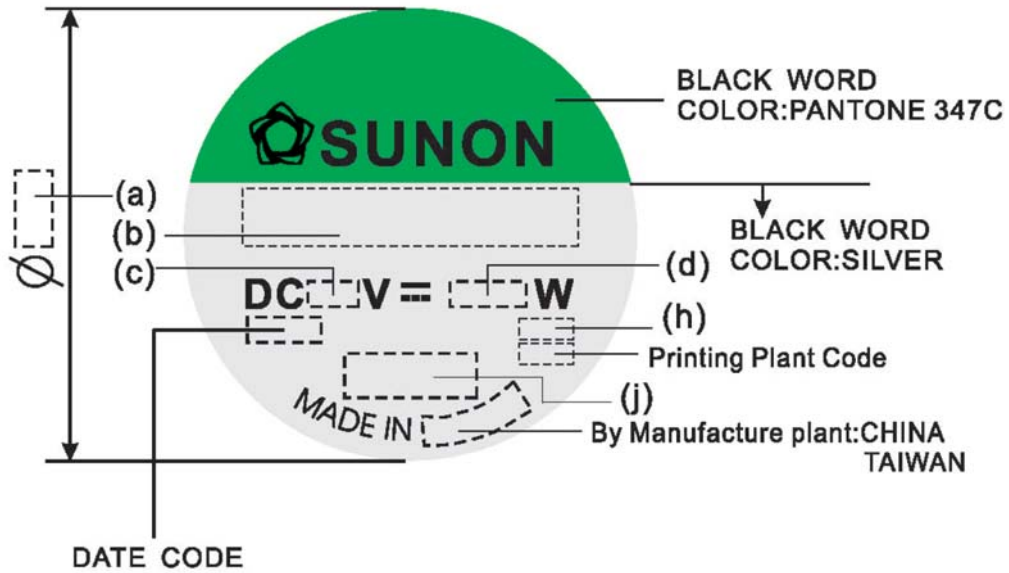 BLACK WORD
COLOR:PANTONE 347C
SUNON
(a)
(b)
BLACK WORD
COLOR:SILVER
(c)
(d)
Ø
DC V W
(h)
Printing Plant Code
(j)
MADE IN
By Manufacture plant:CHINA
TAIWAN
DATE CODE